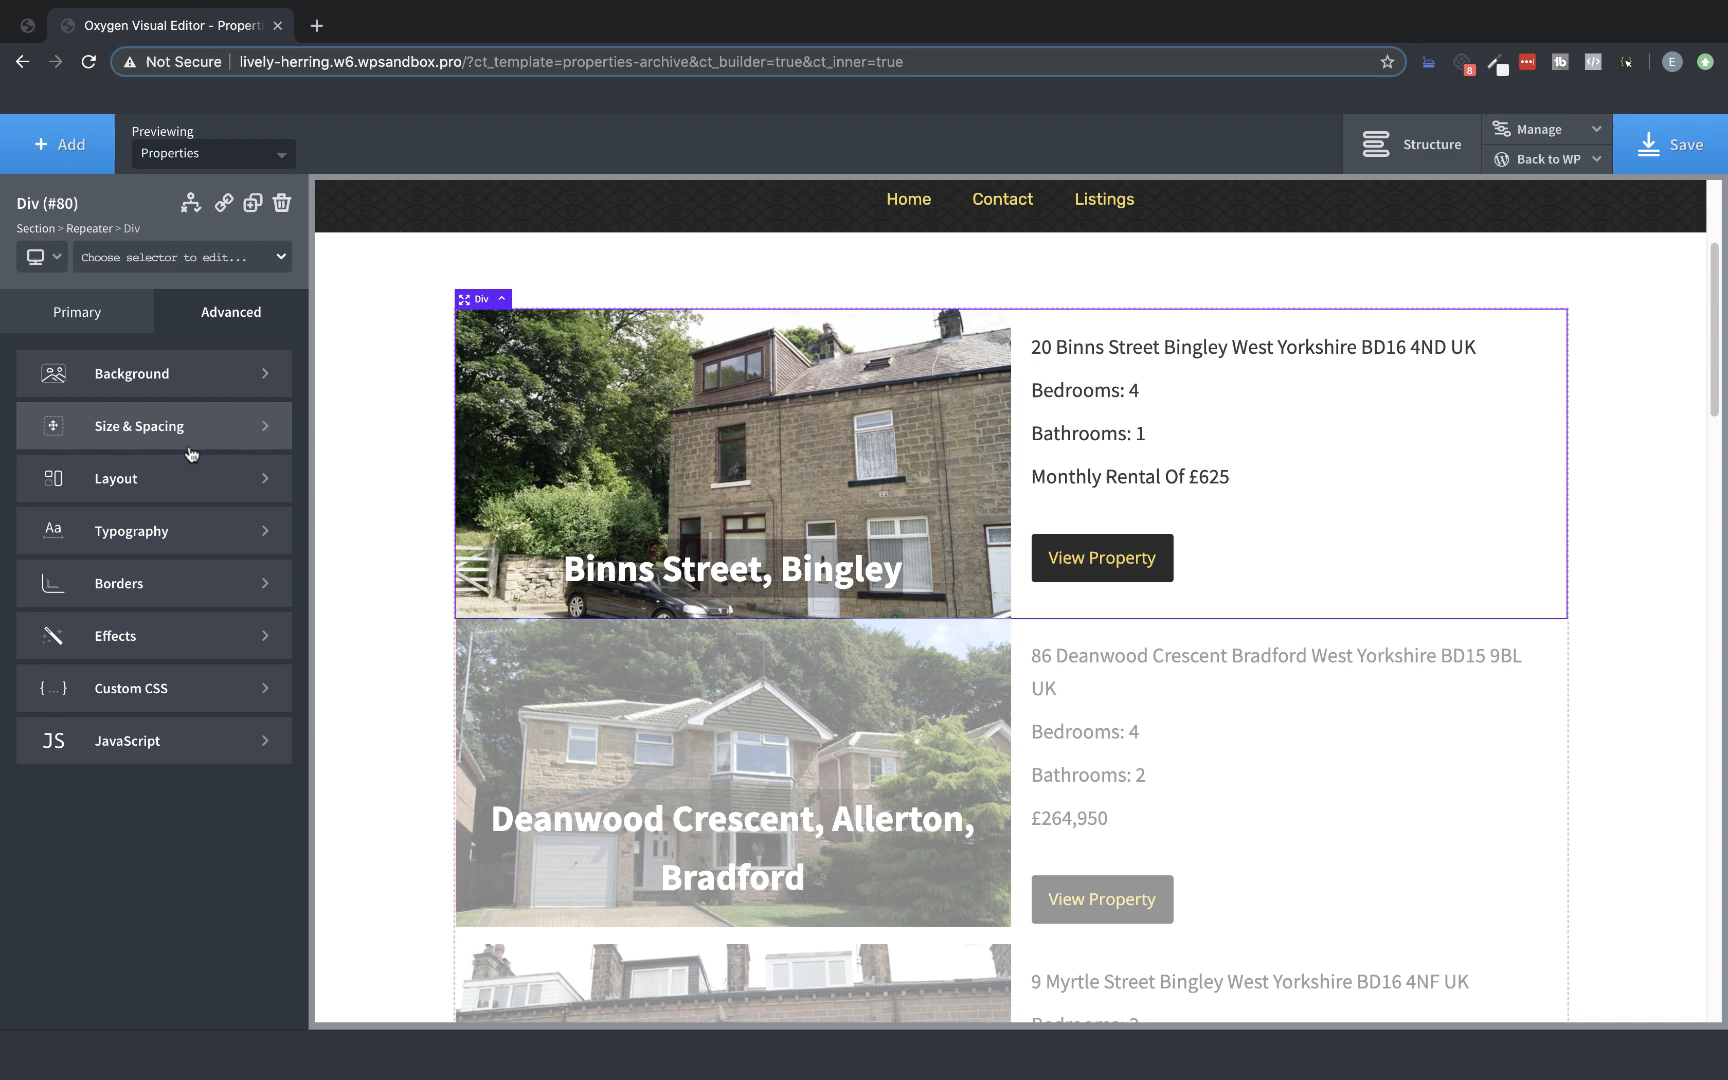 Oxygen Visual Editor - Propert
Not Secure
lively-herring.w6.wpsandbox.pro/?ct_template=properties-archive&ct_builder=true&ct_inner=true
8
E
+ Add
Previewing
Properties
Structure
Manage
Back to WP
Save
Div (#80)
Section > Repeater > Div
Choose selector to edit...
Primary
Advanced
Background
Size & Spacing
Layout
Aa
Typography
Borders
Effects
{...}
Custom CSS
JS
JavaScript
Home
Contact
Listings
Div
20 Binns Street Bingley West Yorkshire BD16 4ND UK
Bedrooms: 4
Bathrooms: 1
Monthly Rental Of £625
View Property
Binns Street, Bingley
86 Deanwood Crescent Bradford West Yorkshire BD15 9BL
UK
Bedrooms: 4
Bathrooms: 2
£264,950
View Property
Deanwood Crescent, Allerton,
Bradford
9 Myrtle Street Bingley West Yorkshire BD16 4NF UK